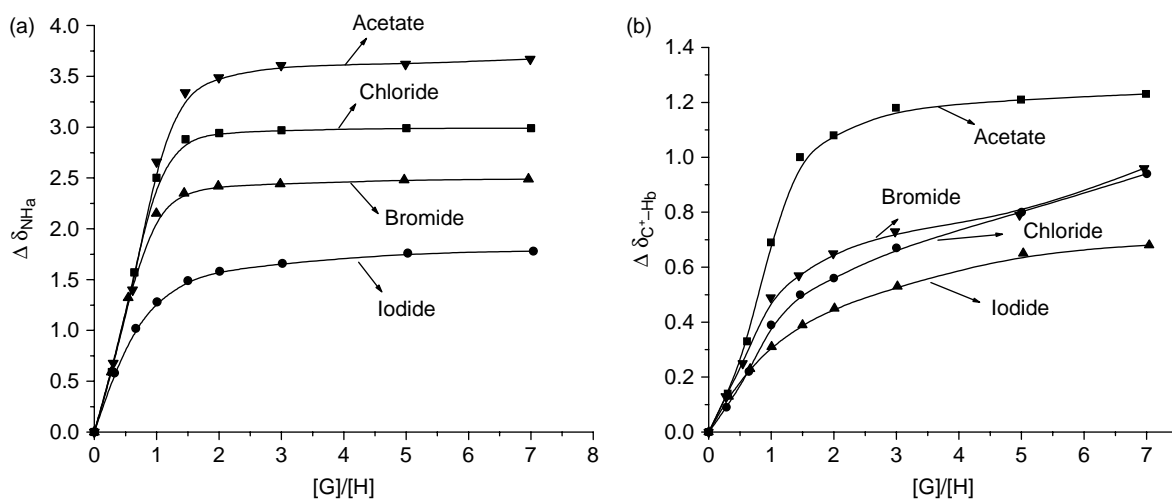 (a)
4.0
3.5
3.0
2.5
2.0
1.5
1.0
0.5
0.0
Δ δNHa
Acetate
Chloride
Bromide
Iodide
0 1 2 3 4 5 6 7 8
[G]/[H]
(b)
1.4
1.2
1.0
0.8
0.6
0.4
0.2
0.0
Δ δC+–Hb
Acetate
Bromide
Chloride
Iodide
0 1 2 3 4 5 6 7
[G]/[H]